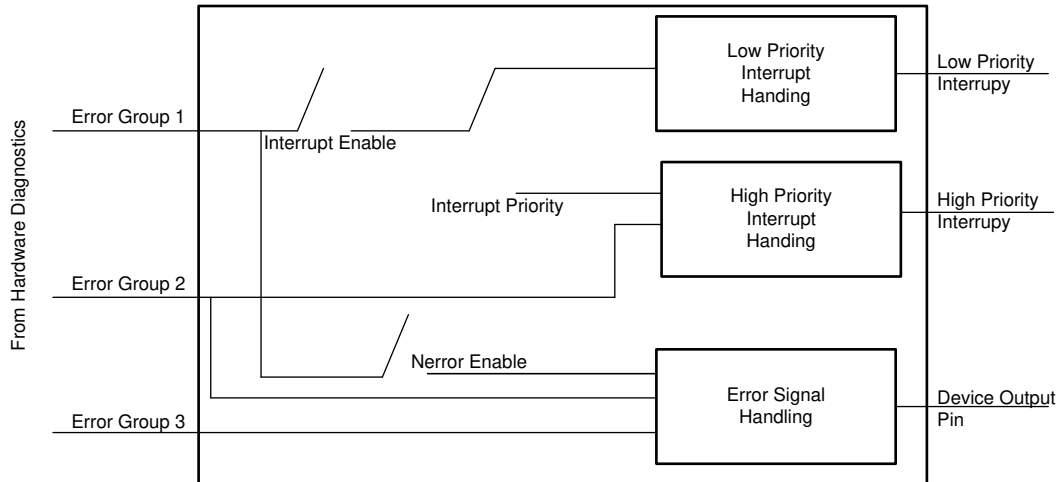 From Hardware Diagnostics
Error Group 1
Interrupt Enable
Low Priority
Interrupt
Handing
Low Priority
Interrupy
Interrupt Priority
High Priority
Interrupt
Handing
High Priority
Interrupy
Error Group 2
Nerror Enable
Error Signal
Handling
Device Output
Pin
Error Group 3